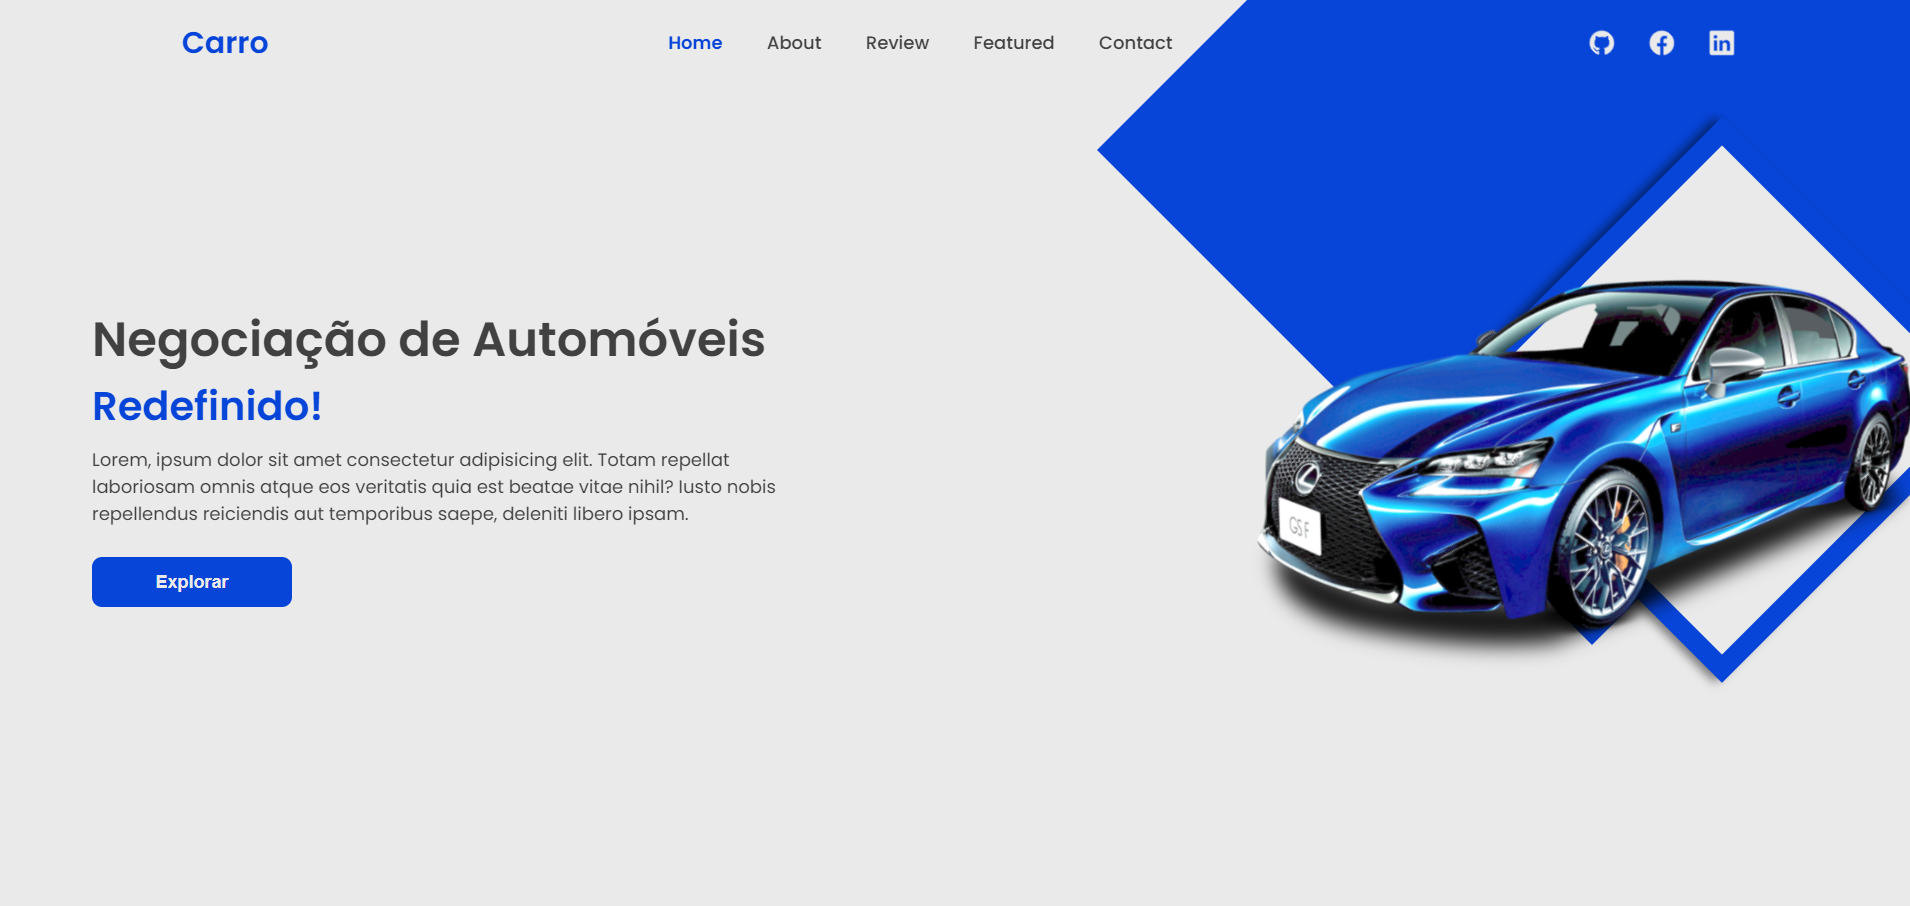 Carro
Home About Review Featured Contact
Negociação de Automóveis
Redefinido!
Lorem, ipsum dolor sit amet consectetur adipisicing elit. Totam repellat
laboriosam omnis atque eos veritatis quia est beatae vitae nihil? Iusto nobis
repellendus reiciendis aut temporibus saepe, deleniti libero ipsam.
Explorar
GS F